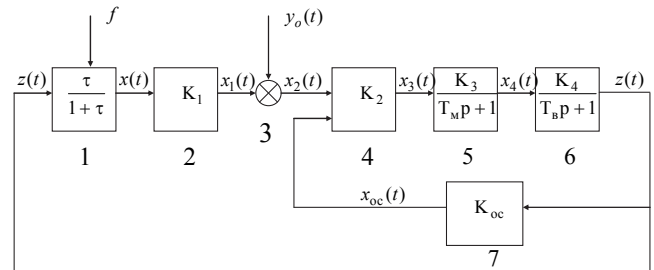 f
y_o(t)
z(t)
τ
1 + τ
x(t)
K_1
x_1(t)
x_2(t)
K_2
x_3(t)
K_3
T_м p + 1
x_4(t)
K_4
T_в p + 1
z(t)
1
2
3
4
5
6
x_ос(t)
K_ос
7